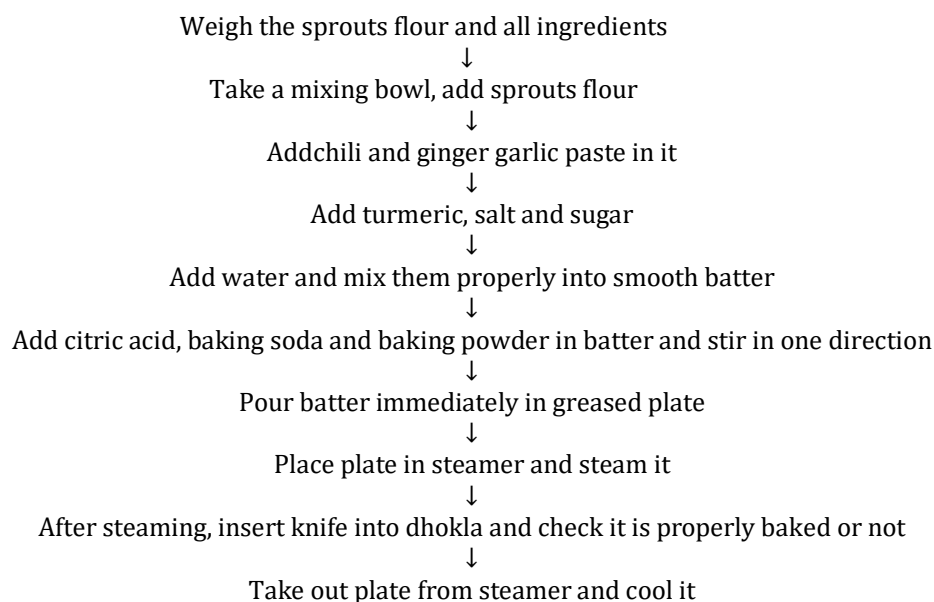 Weigh the sprouts flour and all ingredients
↓
Take a mixing bowl, add sprouts flour
↓
Addchili and ginger garlic paste in it
↓
Add turmeric, salt and sugar
↓
Add water and mix them properly into smooth batter
↓
Add citric acid, baking soda and baking powder in batter and stir in one direction
↓
Pour batter immediately in greased plate
↓
Place plate in steamer and steam it
↓
After steaming, insert knife into dhokla and check it is properly baked or not
↓
Take out plate from steamer and cool it